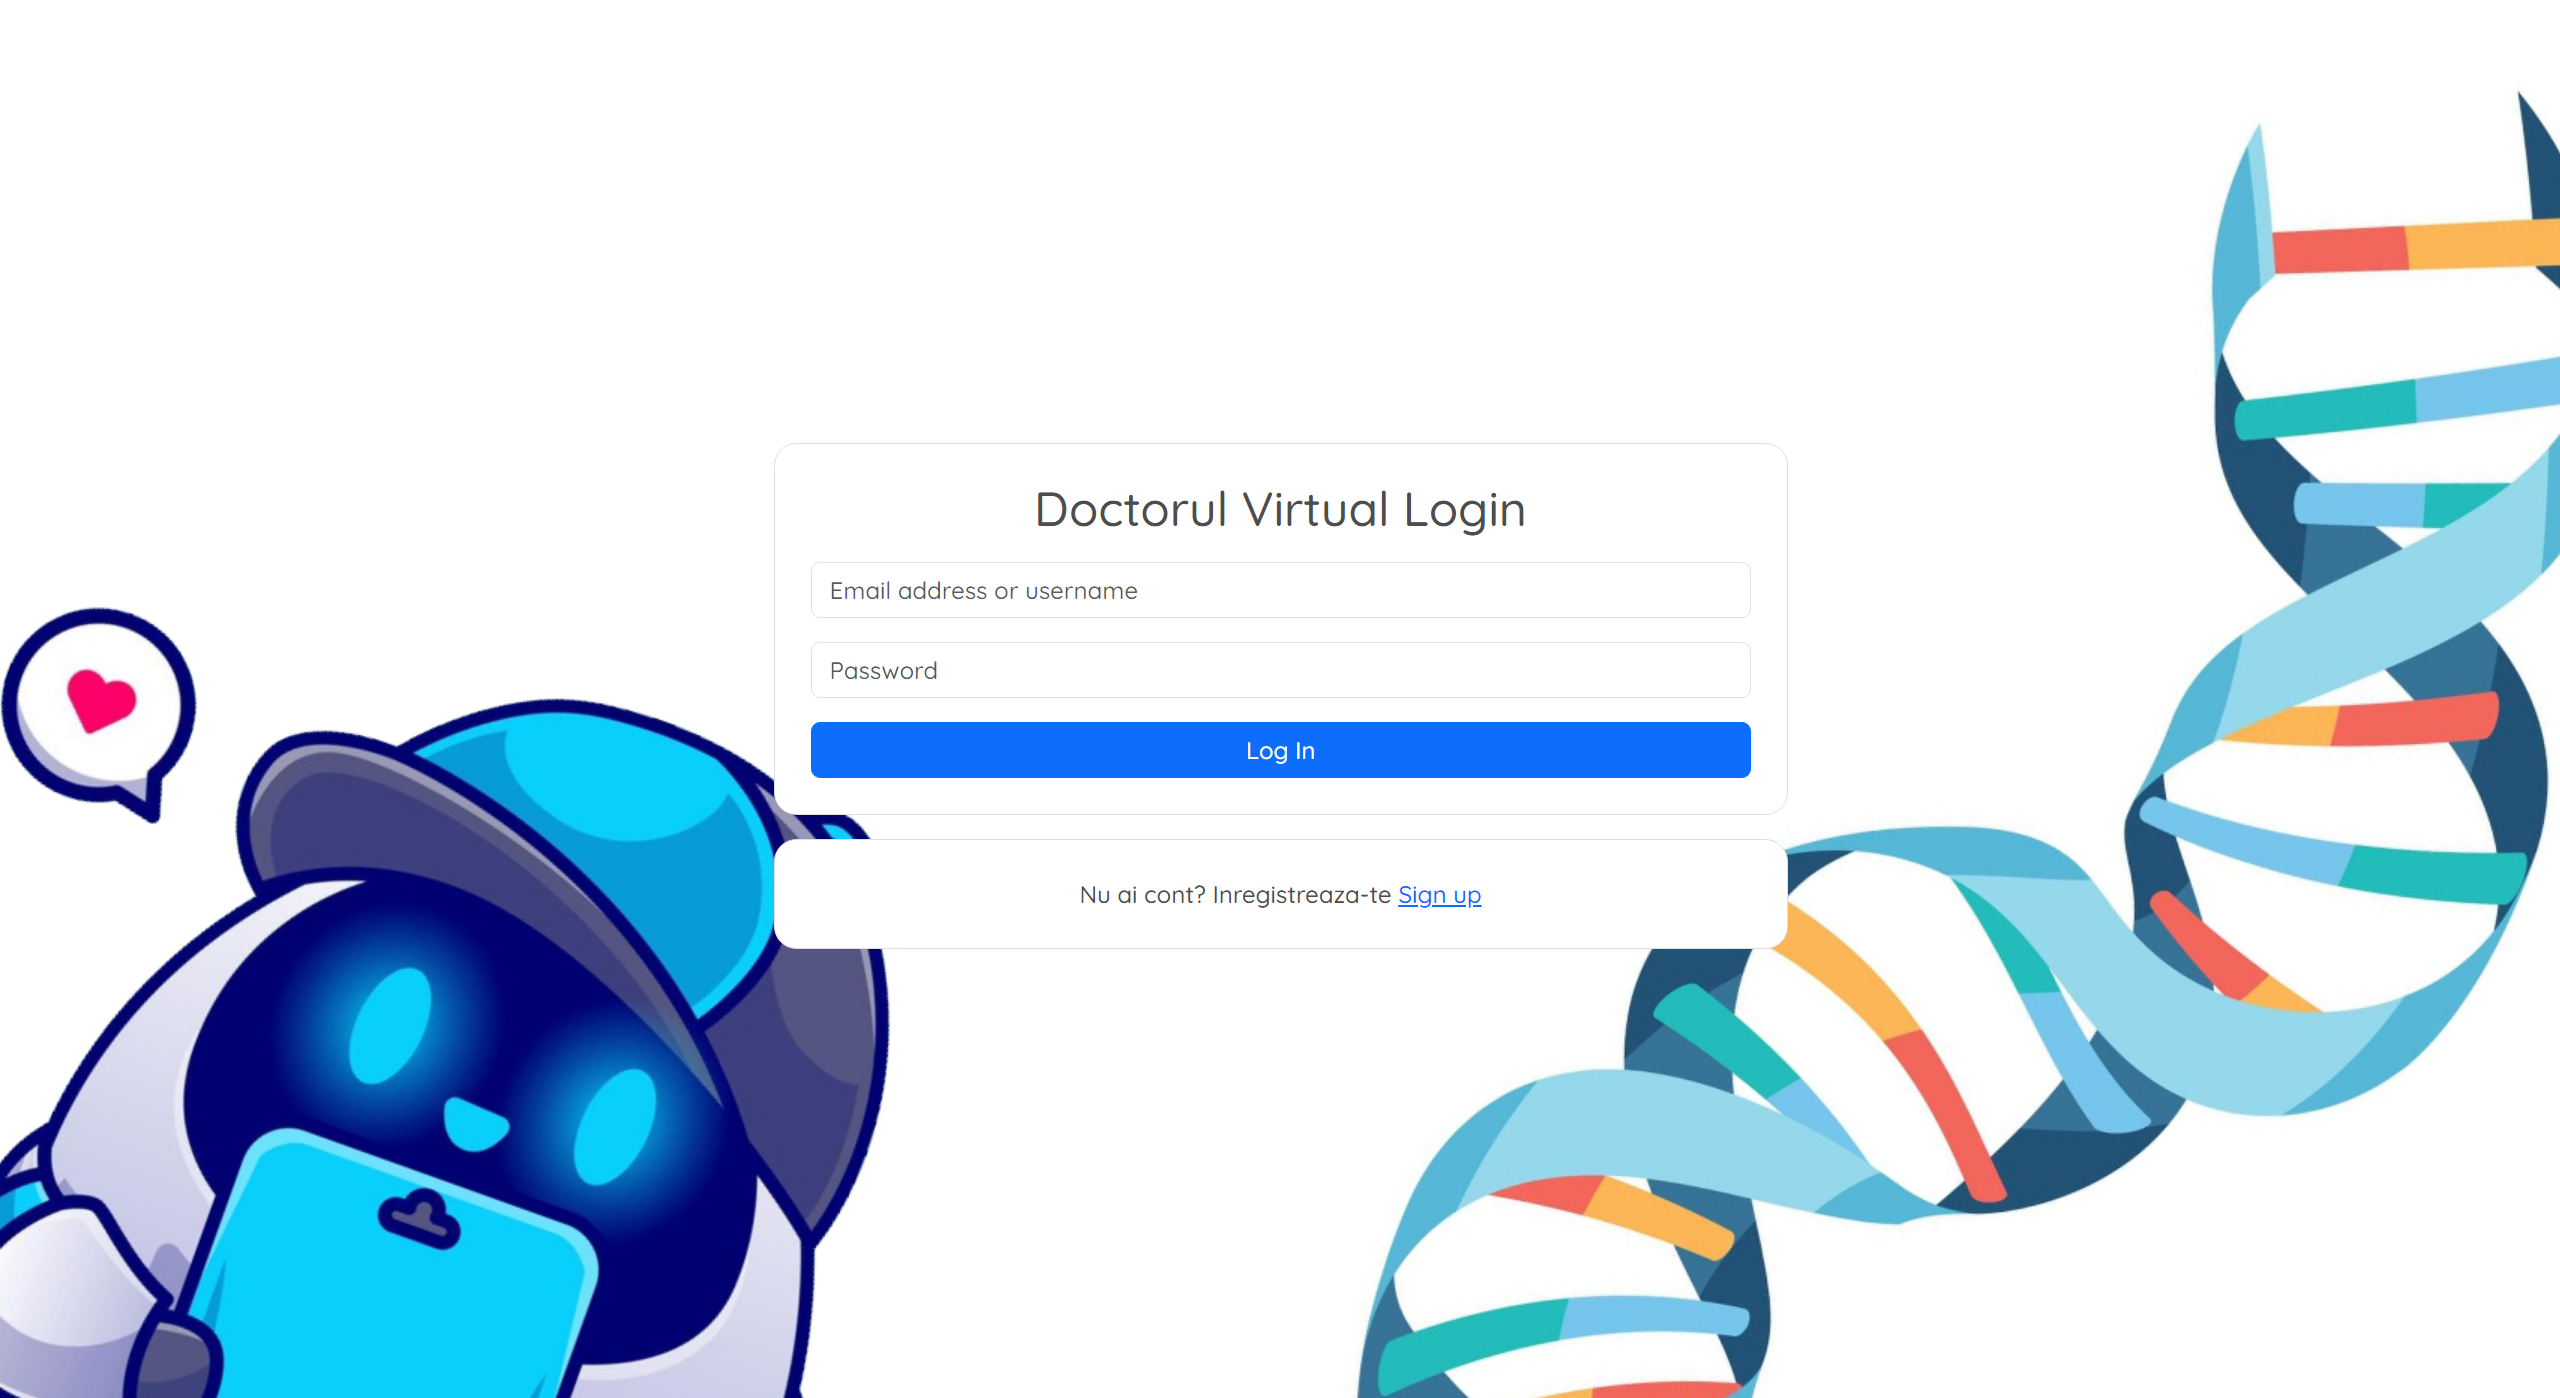 Doctorul Virtual Login
Email address or username
Password
Log In
Nu ai cont? Inregistreaza-te Sign up